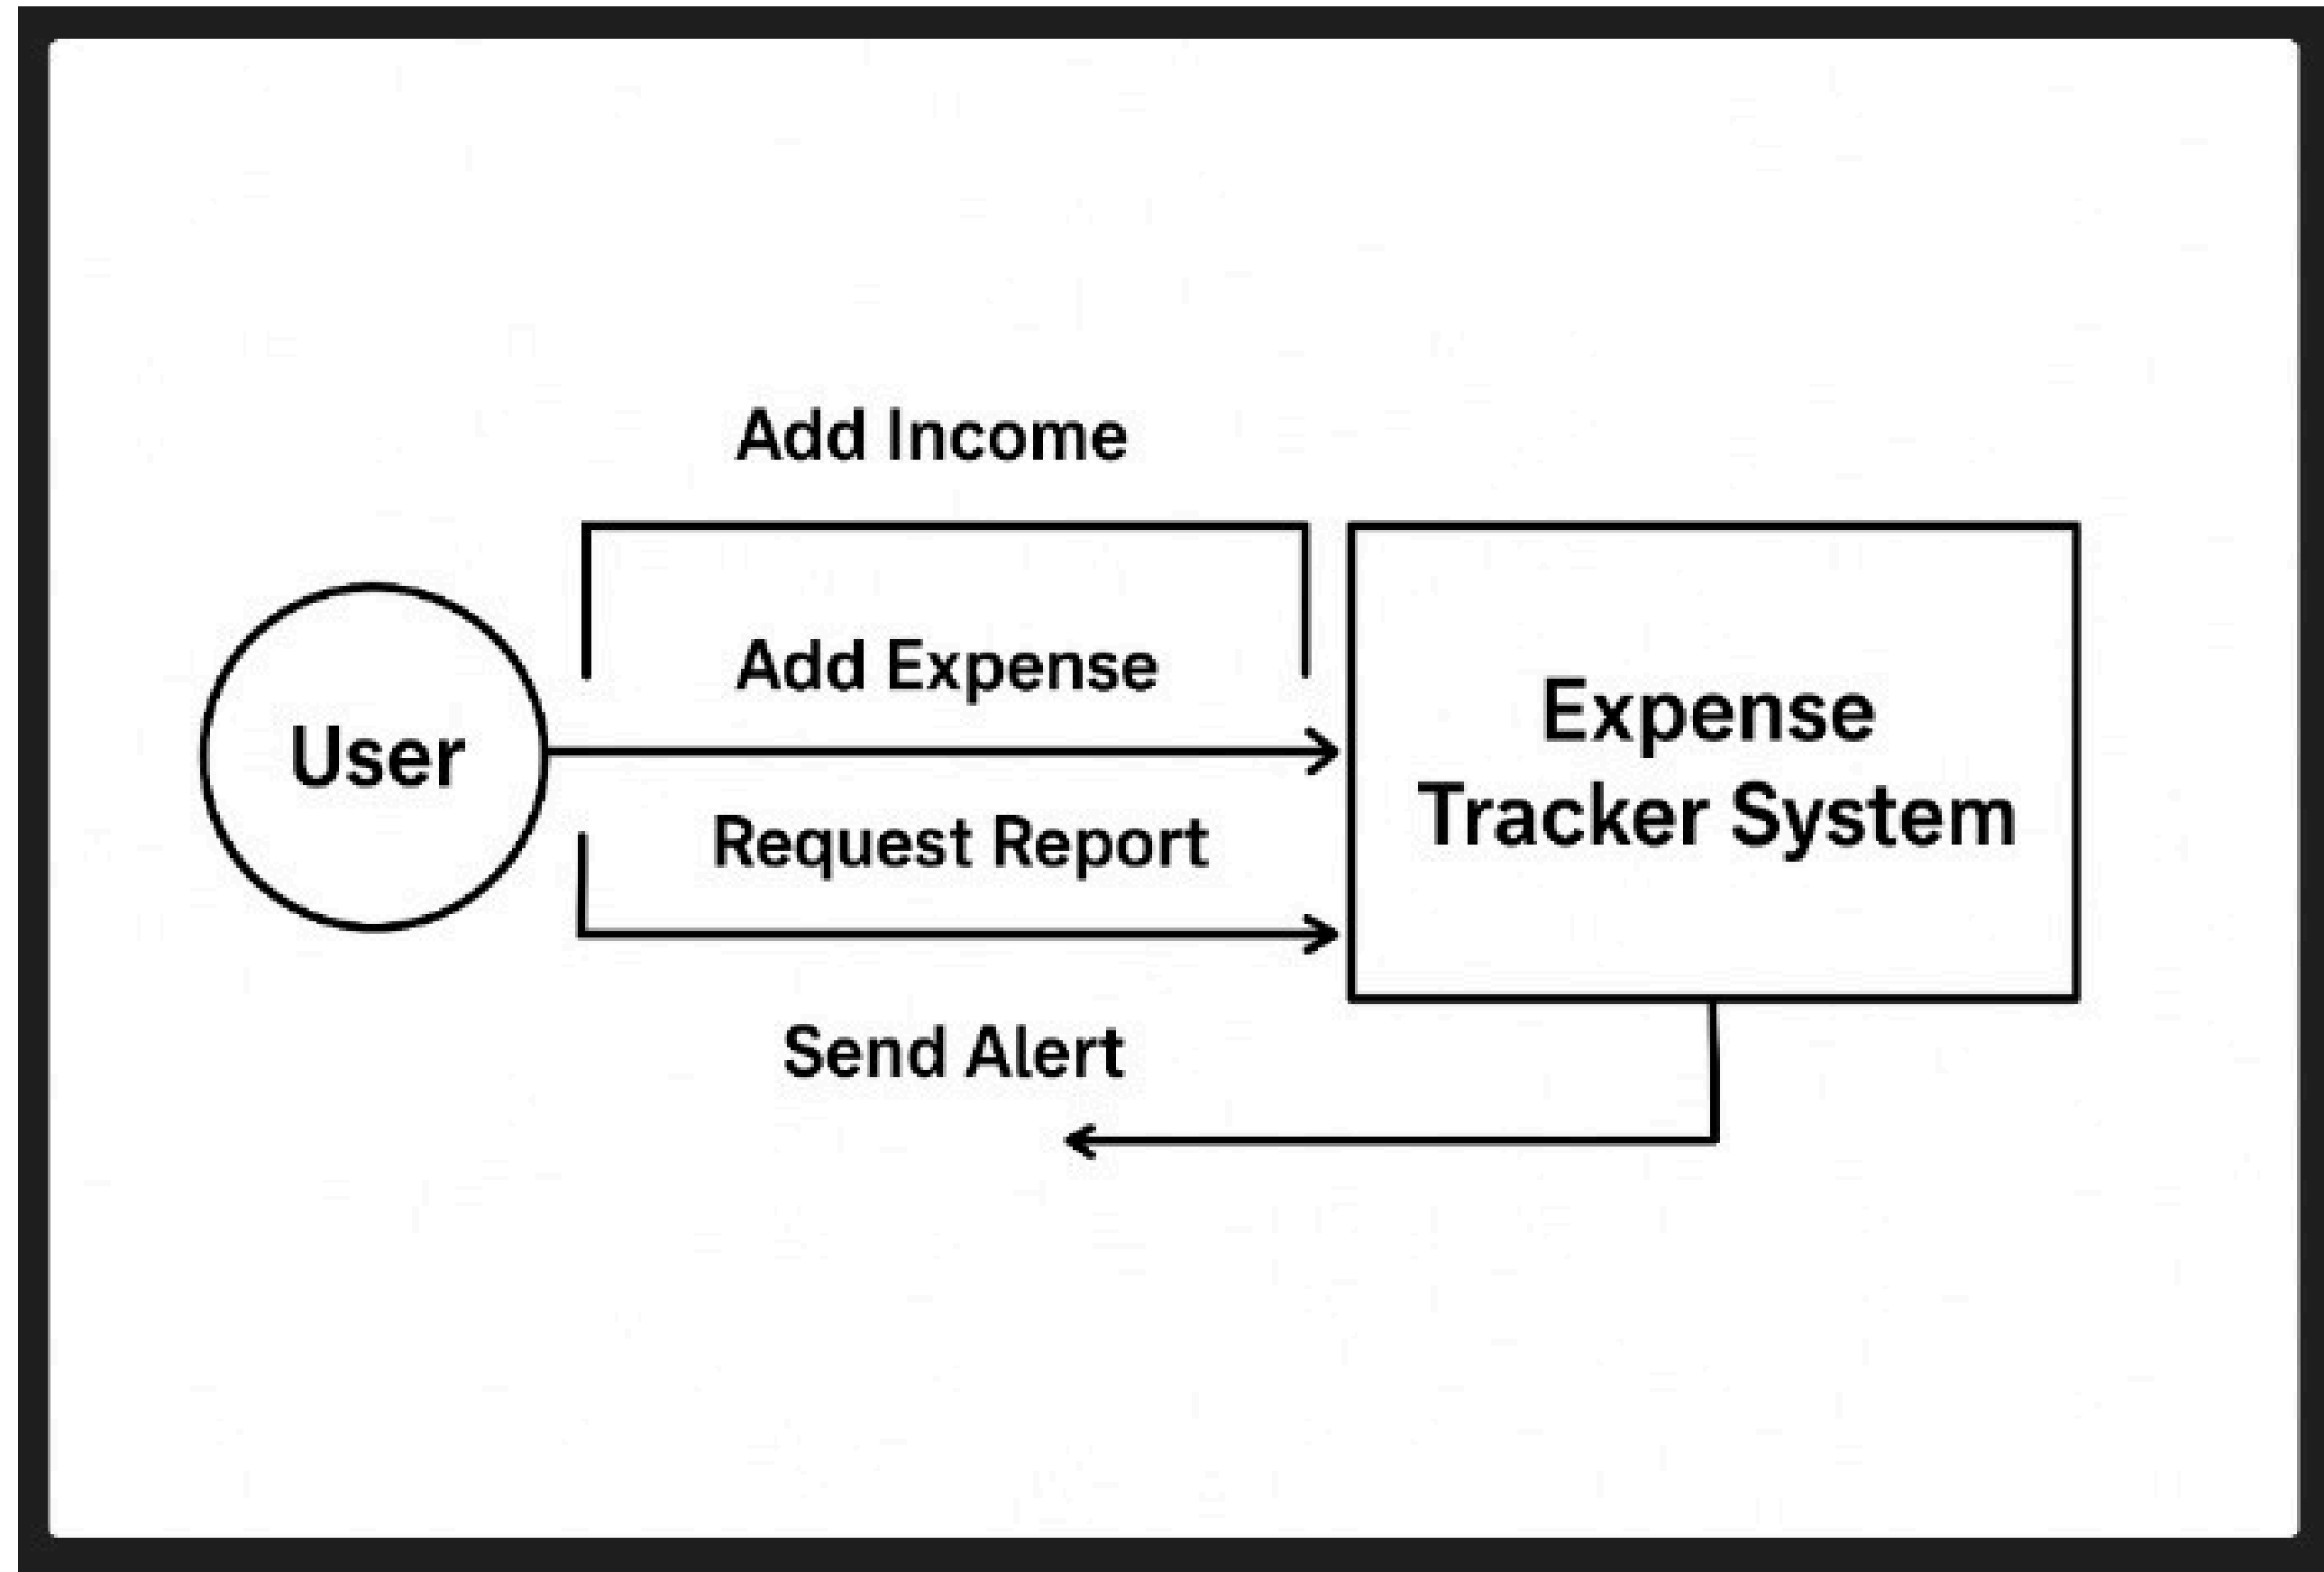 Add Income
Add Expense
User
Request Report
Send Alert
Expense
Tracker System